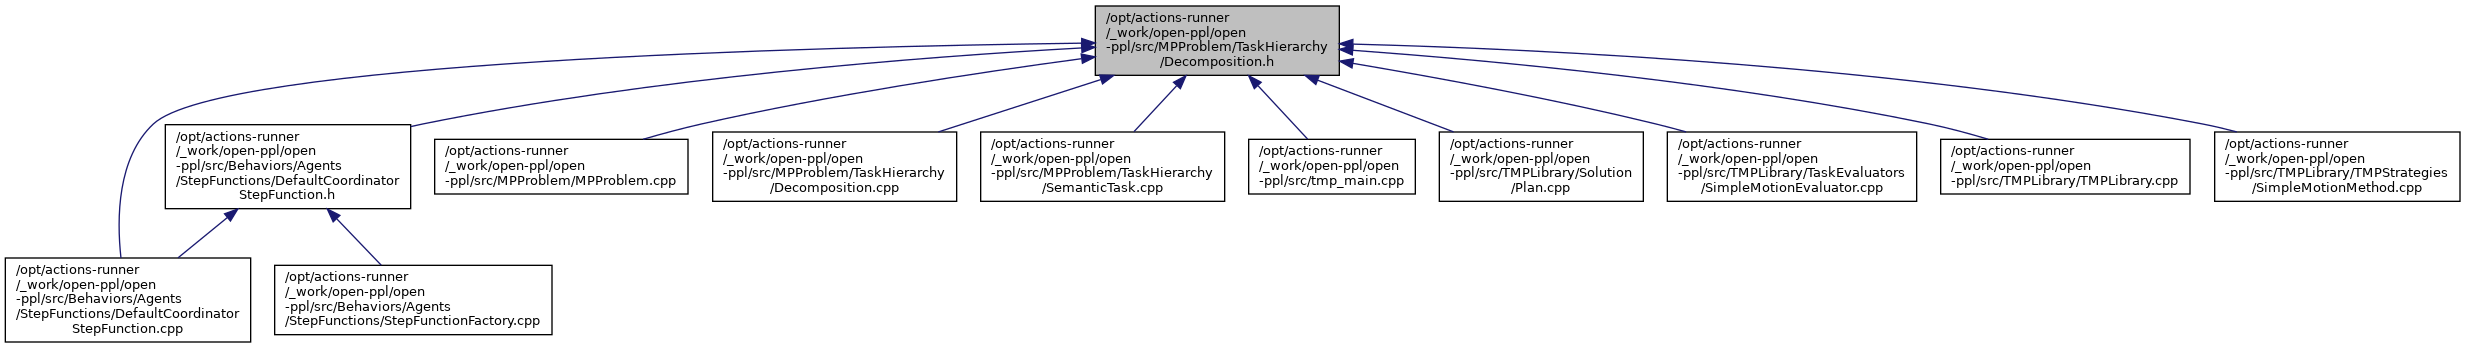 /opt/actions-runner
/_work/open-ppl/open
-ppl/src/MPProblem/TaskHierarchy
/Decomposition.h
/opt/actions-runner
/_work/open-ppl/open
-ppl/src/Behaviors/Agents
/StepFunctions/DefaultCoordinator
StepFunction.h
/opt/actions-runner
/_work/open-ppl/open
-ppl/src/MPProblem/MPProblem.cpp
/opt/actions-runner
/_work/open-ppl/open
-ppl/src/MPProblem/TaskHierarchy
/Decomposition.cpp
/opt/actions-runner
/_work/open-ppl/open
-ppl/src/MPProblem/TaskHierarchy
/SemanticTask.cpp
/opt/actions-runner
/_work/open-ppl/open
-ppl/src/tmp_main.cpp
/opt/actions-runner
/_work/open-ppl/open
-ppl/src/TMPLibrary/Solution
/Plan.cpp
/opt/actions-runner
/_work/open-ppl/open
-ppl/src/TMPLibrary/TaskEvaluators
/SimpleMotionEvaluator.cpp
/opt/actions-runner
/_work/open-ppl/open
-ppl/src/TMPLibrary/TMPLibrary.cpp
/opt/actions-runner
/_work/open-ppl/open
-ppl/src/TMPLibrary/TMPStrategies
/SimpleMotionMethod.cpp
/opt/actions-runner
/_work/open-ppl/open
-ppl/src/Behaviors/Agents
/StepFunctions/DefaultCoordinator
StepFunction.cpp
/opt/actions-runner
/_work/open-ppl/open
-ppl/src/Behaviors/Agents
/StepFunctions/StepFunctionFactory.cpp